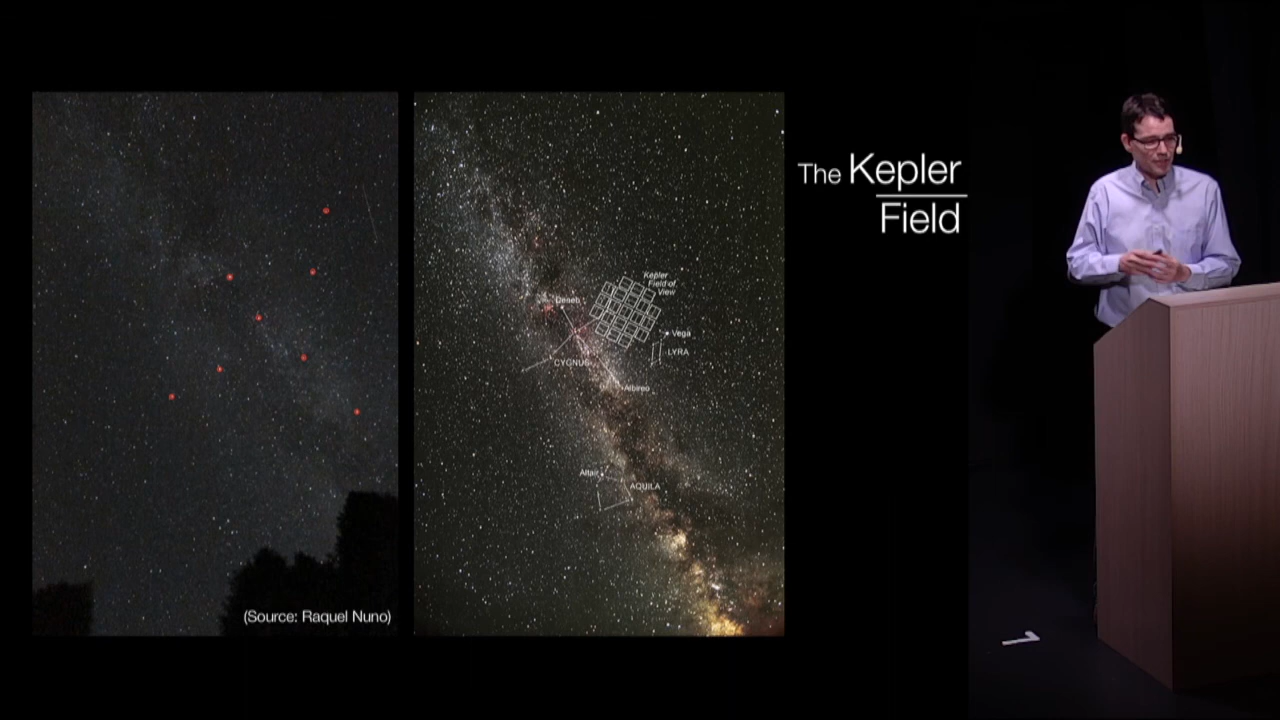 The Kepler
Field
Kepler
Field of
View
Deneb
Vega
LYRA
CYGNUS
Albireo
Altair
AQUILA
(Source: Raquel Nuno)